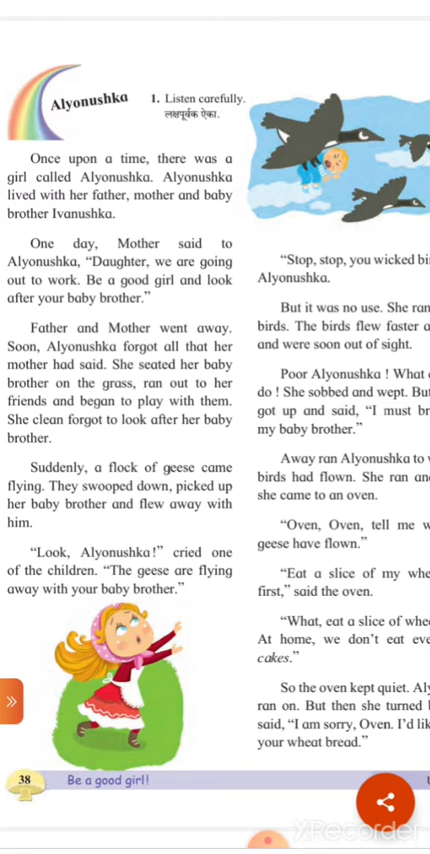 Alyonushka
1. Listen carefully.
लक्षपूर्वक ऐका.
Once upon a time, there was a
girl called Alyonushka. Alyonushka
lived with her father, mother and baby
brother Ivanushka.
One day, Mother said to
Alyonushka, “Daughter, we are going
out to work. Be a good girl and look
after your baby brother.”
Father and Mother went away.
Soon, Alyonushka forgot all that her
mother had said. She seated her baby
brother on the grass, ran out to her
friends and began to play with them.
She clean forgot to look after her baby
brother.
Suddenly, a flock of geese came
flying. They swooped down, picked up
her baby brother and flew away with
him.
“Look, Alyonushka!” cried one
of the children. “The geese are flying
away with your baby brother.”
“Stop, stop, you wicked
Alyonushka.
But it was no use. She ran
birds. The birds flew faster
and were soon out of sight.
Poor Alyonushka ! What
do ! She sobbed and wept. But
got up and said, “I must
my baby brother.”
Away ran Alyonushka to
birds had flown. She ran
she came to an oven.
“Oven, Oven, tell me
geese have flown.”
“Eat a slice of my
first,” said the oven.
“What, eat a slice of
At home, we don’t eat
cakes.”
So the oven kept quiet.
ran on. But then she turned
said, “I am sorry, Oven. I’d
your wheat bread.”
38 Be a good girl!
XRecorder